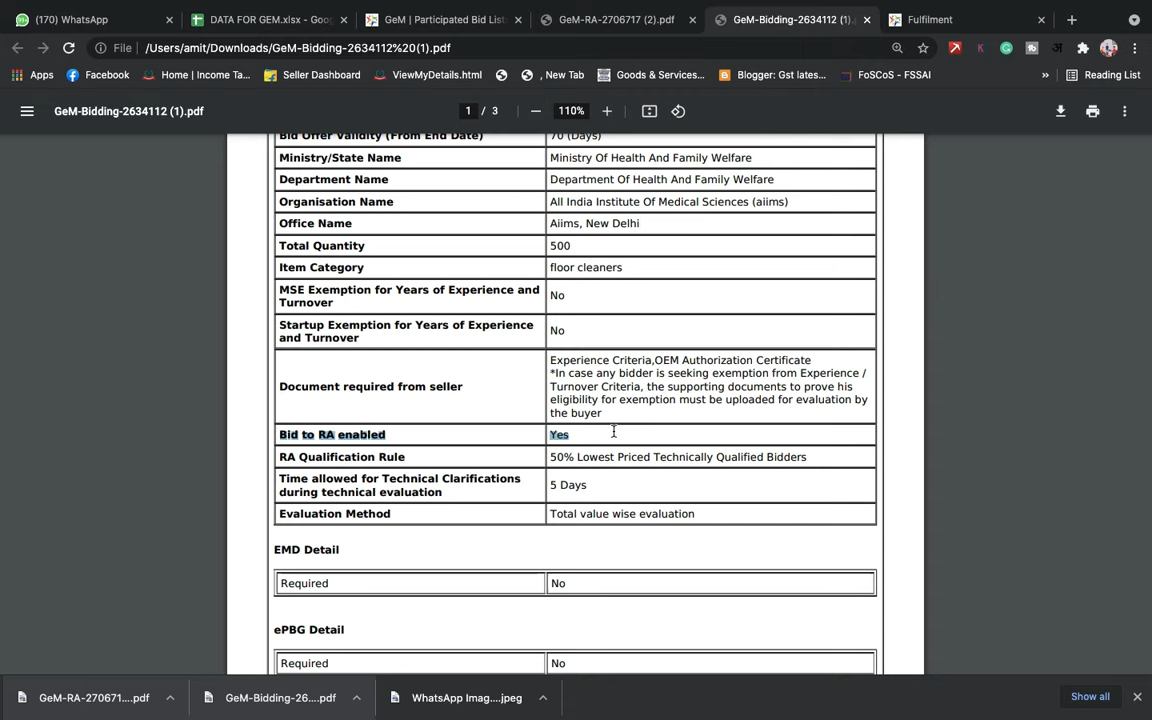 (170) WhatsApp
DATA FOR GEM.xlsx - Goo
GeM | Participated Bid List
GeM-RA-2706717 (2).pdf
GeM-Bidding-2634112 (1).
Fulfilment
File /Users/amit/Downloads/GeM-Bidding-2634112%20(1).pdf
Apps
Facebook
Home | Income Ta...
Seller Dashboard
ViewMyDetails.html
, New Tab
Goods & Services...
Blogger: Gst lates...
FoSCoS - FSSAI
»
Reading List
GeM-Bidding-2634112 (1).pdf
1 / 3
110%
Bid Offer Validity (From End Date) 70 (Days)
Ministry/State Name Ministry Of Health And Family Welfare
Department Name Department Of Health And Family Welfare
Organisation Name All India Institute Of Medical Sciences (aiims)
Office Name Aiims, New Delhi
Total Quantity 500
Item Category floor cleaners
MSE Exemption for Years of Experience and
Turnover
No
Startup Exemption for Years of Experience
and Turnover
No
Document required from seller
Experience Criteria,OEM Authorization Certificate
*In case any bidder is seeking exemption from Experience /
Turnover Criteria, the supporting documents to prove his
eligibility for exemption must be uploaded for evaluation by
the buyer
Bid to RA enabled Yes
RA Qualification Rule 50% Lowest Priced Technically Qualified Bidders
Time allowed for Technical Clarifications
during technical evaluation
5 Days
Evaluation Method Total value wise evaluation
EMD Detail
Required No
ePBG Detail
Required No
GeM-RA-270671....pdf
GeM-Bidding-26....pdf
WhatsApp Imag....jpeg
Show all